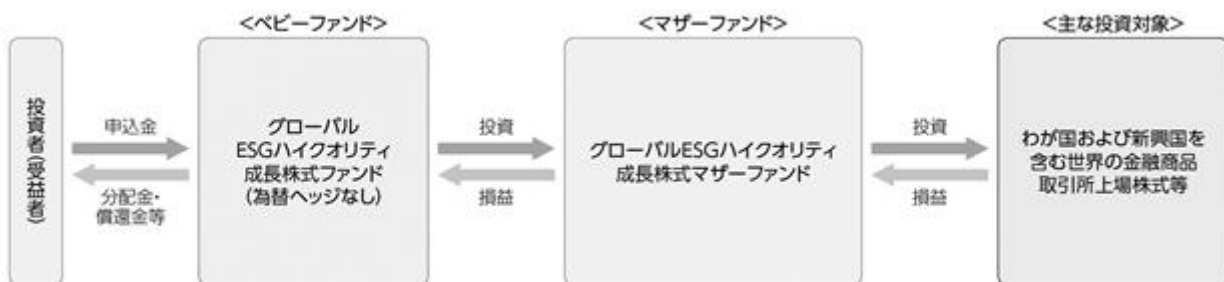 <ベビーファンド>
<マザーファンド>
<主な投資対象>
投資者(受益者)
申込金
分配金・
償還金等
グローバル
ESGハイクオリティ
成長株式ファンド
(為替ヘッジなし)
投資
損益
グローバルESGハイクオリティ
成長株式マザーファンド
投資
損益
わが国および新興国を
含む世界の金融商品
取引所上場株式等